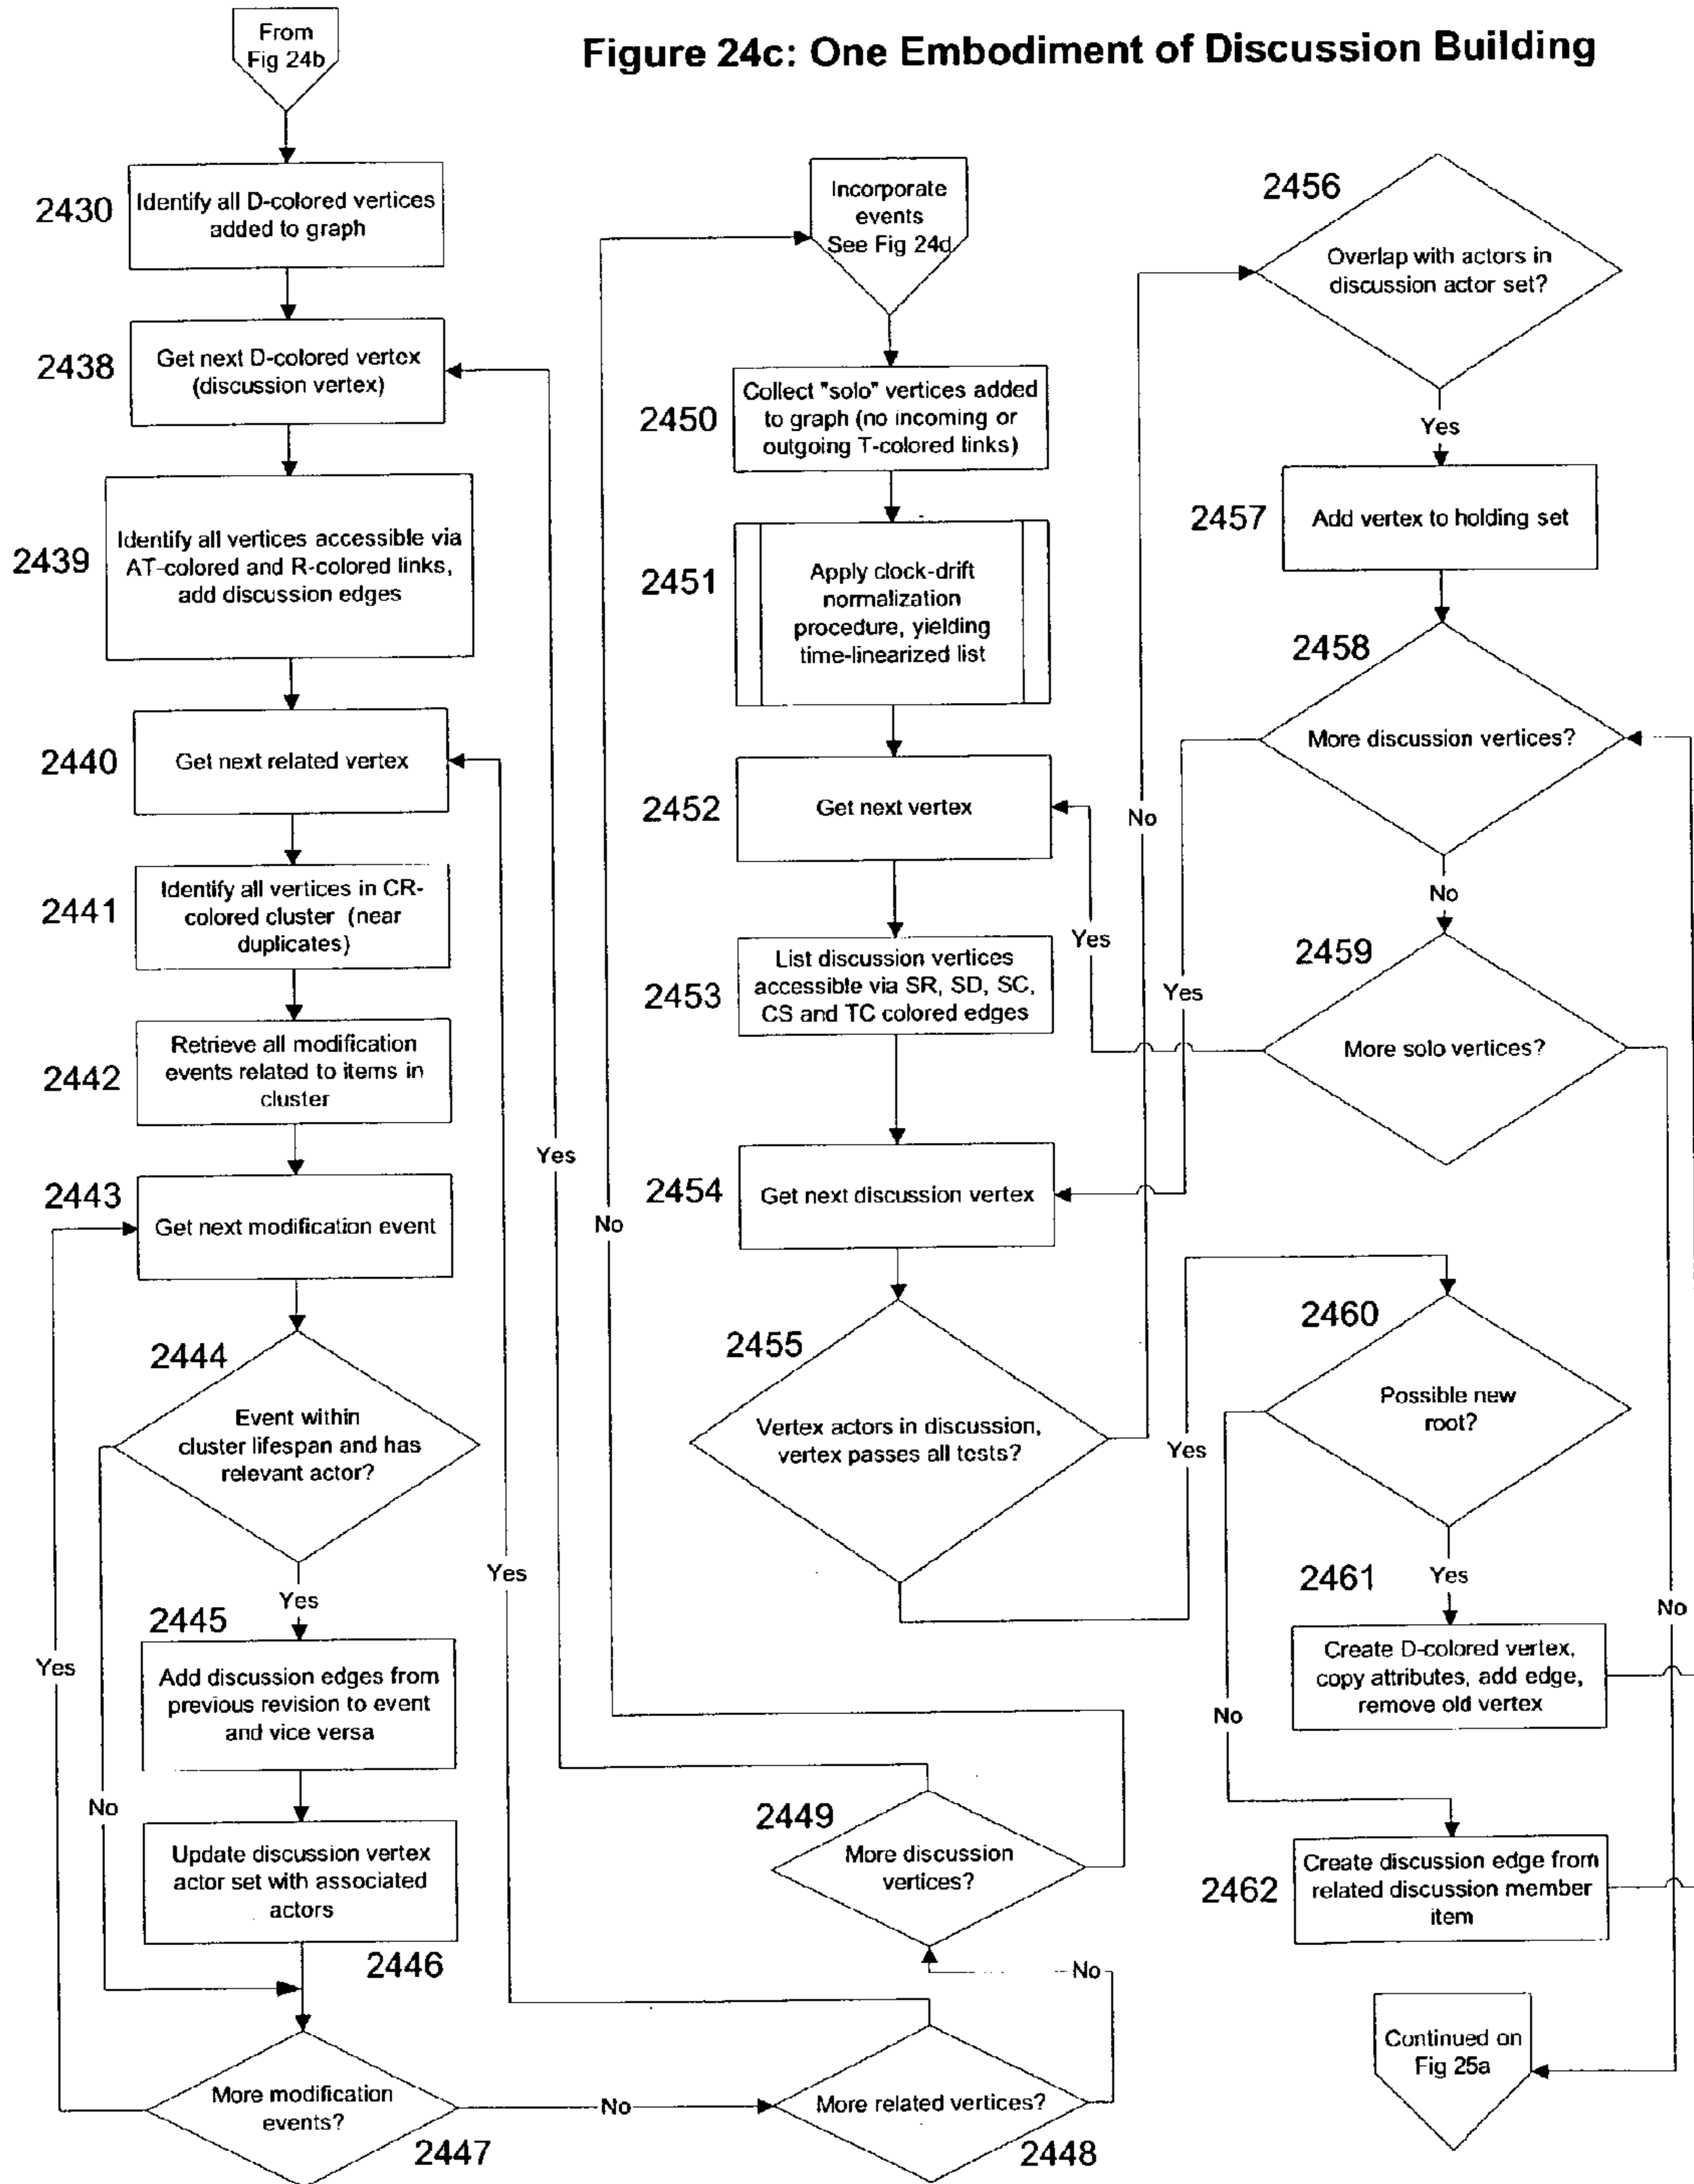 Figure 24c: One Embodiment of Discussion Building
From
Fig 24b
2430
Identify all D-colored vertices
added to graph
2438
Get next D-colored vertex
(discussion vertex)
2439
Identify all vertices accessible via
AT-colored and R-colored links,
add discussion edges
2440
Get next related vertex
2441
Identify all vertices in CR-
colored cluster (near
duplicates)
2442
Retrieve all modification
events related to items in
cluster
2443
Get next modification event
2444
Event within
cluster lifespan and has
relevant actor?
Yes
No
2445
Add discussion edges from
previous revision to event
and vice versa
Yes
Update discussion vertex
actor set with associated
actors
2446
More modification
events?
2447
No
More related vertices?
2448
Yes
No
2449
More discussion
vertices?
Yes
No
Incorporate
events
See Fig 24d
2450
Collect "solo" vertices added
to graph (no incoming or
outgoing T-colored links)
2451
Apply clock-drift
normalization
procedure, yielding
time-linearized list
2452
Get next vertex
2453
List discussion vertices
accessible via SR, SD, SC,
CS and TC colored edges
2454
Get next discussion vertex
2455
Vertex actors in discussion,
vertex passes all tests?
No
Yes
2456
Overlap with actors in
discussion actor set?
Yes
2457
Add vertex to holding set
2458
More discussion vertices?
Yes
No
2459
More solo vertices?
Yes
No
2460
Possible new
root?
Yes
No
2461
Create D-colored vertex,
copy attributes, add edge,
remove old vertex
2462
Create discussion edge from
related discussion member
item
Continued on
Fig 25a